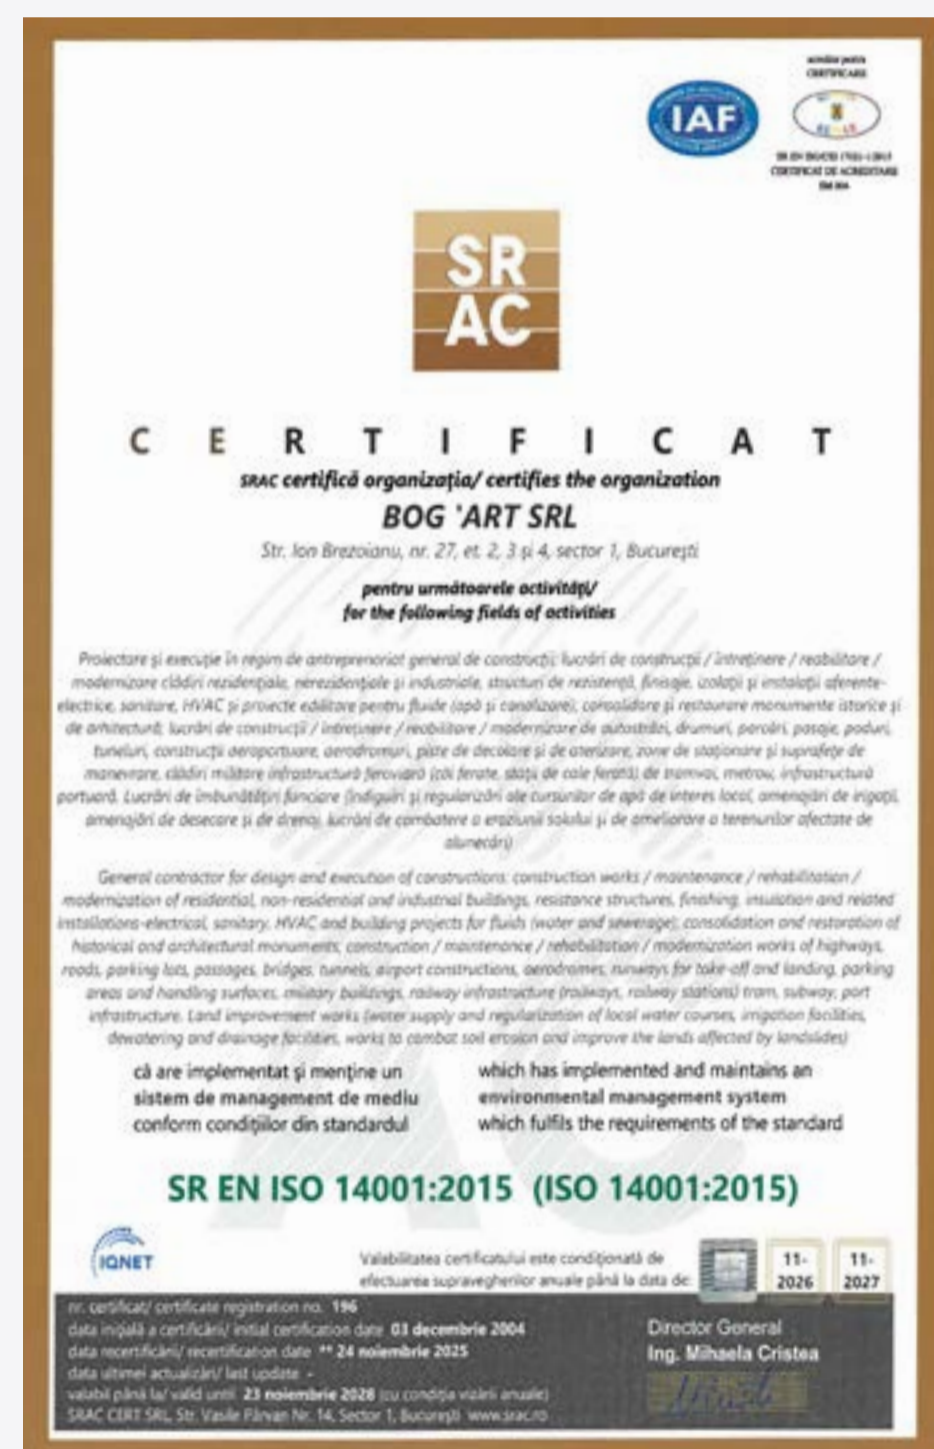 acreditat pentru
CERTIFICARE
IAF
RENAR
SR EN ISO/CEI 17021-1:2015
CERTIFICAT DE ACREDITARE
SR
AC
CERTIFICAT
SRAC certifică organizația/ certifies the organization
BOG 'ART SRL
Str. Ion Brezoianu, nr. 27, et. 2, 3 și 4, sector 1, București
pentru următoarele activități/
for the following fields of activities
Proiectare și execuție în regim de antreprenoriat general de construcții: lucrări de construcții / întreținere / reabilitare /
modernizare clădiri rezidențiale, nerezidențiale și industriale, structuri de rezistență, finisaje, izolații și instalații aferente-
electrice, sanitare, HVAC și proiecte edilitare pentru fluide (apă și canalizare); consolidare și restaurare monumente istorice și
de arhitectură; lucrări de construcții / întreținere / reabilitare / modernizare de autostrăzi, drumuri, parcări, pasaje, poduri,
tuneluri, construcții aeroportuare, aerodromuri, piste de decolare și de aterizare, zone de staționare și suprafețe de
manevrare, clădiri militare infrastructură feroviară (căi ferate, stații de cale ferată) de tramvai, metrou, infrastructură
portuară. Lucrări de îmbunătățiri funciare (îndiguiri și regularizări ale cursurilor de apă de interes local, amenajări de irigații,
amenajări de desecare și de drenaj, lucrări de combatere a eroziunii solului și de ameliorare a terenurilor afectate de
alunecări)
General contractor for design and execution of constructions: construction works / maintenance / rehabilitation /
modernization of residential, non-residential and industrial buildings, resistance structures, finishing, insulation and related
installations-electrical, sanitary, HVAC and building projects for fluids (water and sewerage); consolidation and restoration of
historical and architectural monuments; construction / maintenance / rehabilitation / modernization works of highways,
roads, parking lots, passages, bridges, tunnels, airport constructions, aerodromes, runways for take-off and landing, parking
areas and handling surfaces, military buildings, railway infrastructure (railways, railway stations) tram, subway, port
infrastructure. Land improvement works (water supply and regularization of local water courses, irrigation facilities,
dewatering and drainage facilities, works to combat soil erosion and improve the lands affected by landslides)
că are implementat și menține un
sistem de management de mediu
conform condițiilor din standardul
which has implemented and maintains an
environmental management system
which fulfils the requirements of the standard
SR EN ISO 14001:2015 (ISO 14001:2015)
IQNET
Valabilitatea certificatului este condiționată de
efectuarea supravegherilor anuale până la data de:
11-
2026
11-
2027
nr. certificat/ certificate registration no. 196
data inițială a certificării/ initial certification date 03 decembrie 2004
data recertificării/ recertification date ** 24 noiembrie 2025
data ultimei actualizări/ last update -
valabil până la/ valid until 23 noiembrie 2028 (cu condiția vizării anuale)
SRAC CERT SRL, Str. Vasile Pârvan Nr. 14, Sector 1, București www.srac.ro
Director General
Ing. Mihaela Cristea